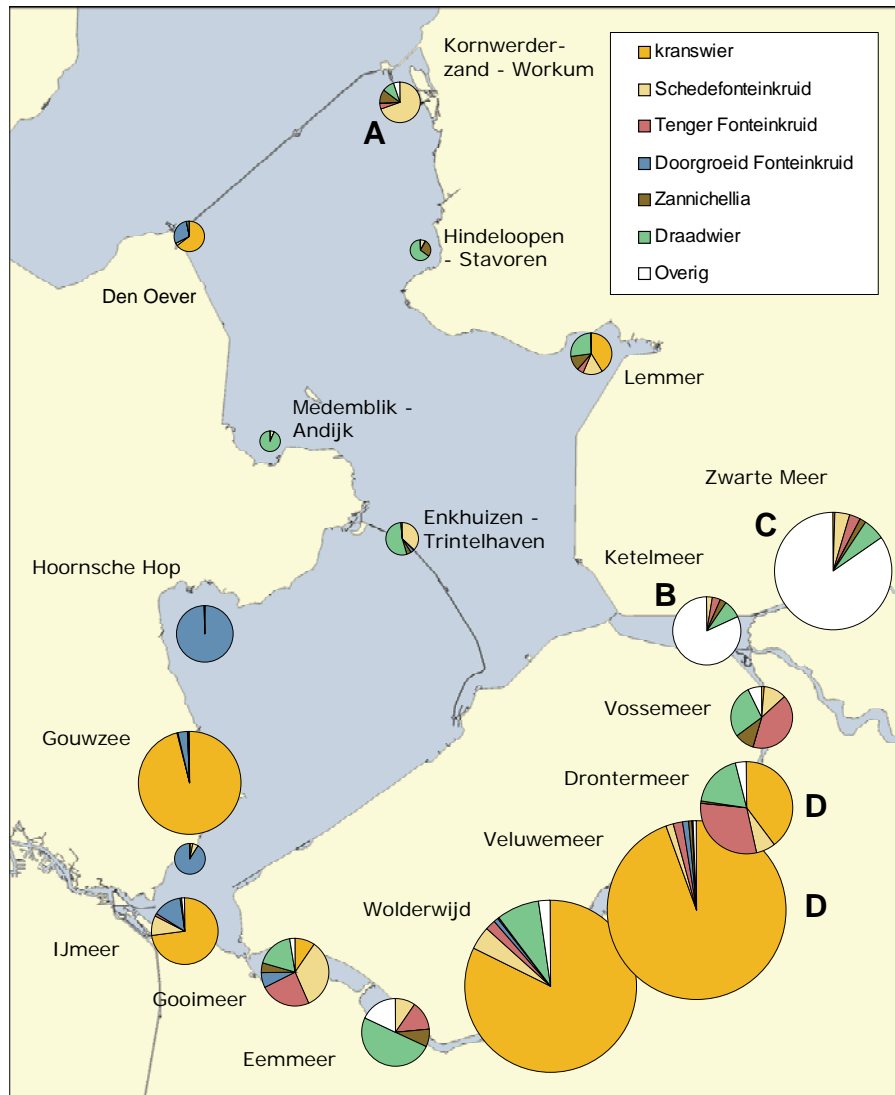 Kornwerder-
zand - Workum
A
kranswier
Schedefonteinkruid
Tenger Fonteinkruid
Doorgroeid Fonteinkruid
Zannichellia
Draadwier
Overig
Hindeloopen
- Stavoren
Den Oever
Lemmer
Medemblik -
Andijk
Zwarte Meer
C
Enkhuizen -
Trintelhaven
Ketelmeer
B
Hoornsche Hop
Vossemeer
Gouwzee
Drontermeer
D
Veluwemeer
D
Wolderwijd
IJmeer
Gooimeer
Eemmeer